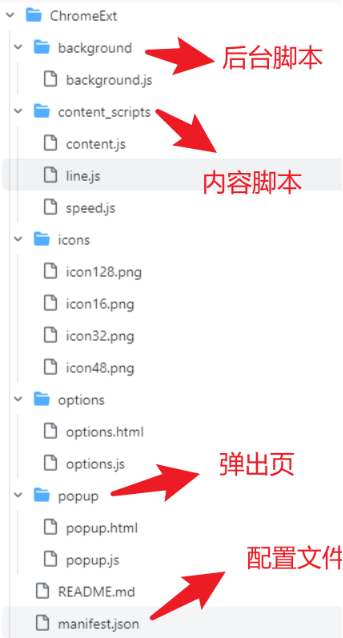 ChromeExt
background
后台脚本
background.js
content_scripts
content.js
line.js
内容脚本
speed.js
icons
icon128.png
icon16.png
icon32.png
icon48.png
options
options.html
options.js
弹出页
popup
popup.html
popup.js
配置文件
README.md
manifest.json